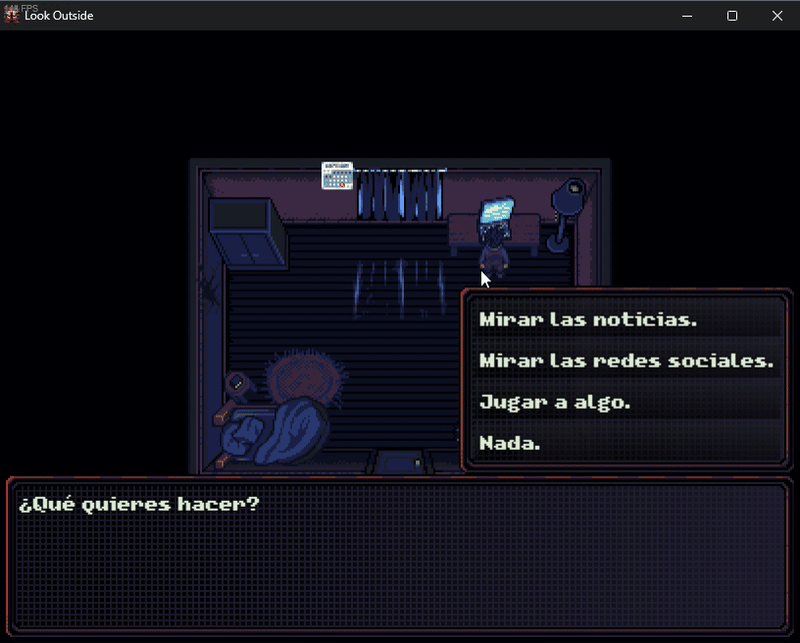 Look Outside
Mirar las noticias.
Mirar las redes sociales.
Jugar a algo.
Nada.
¿Qué quieres hacer?